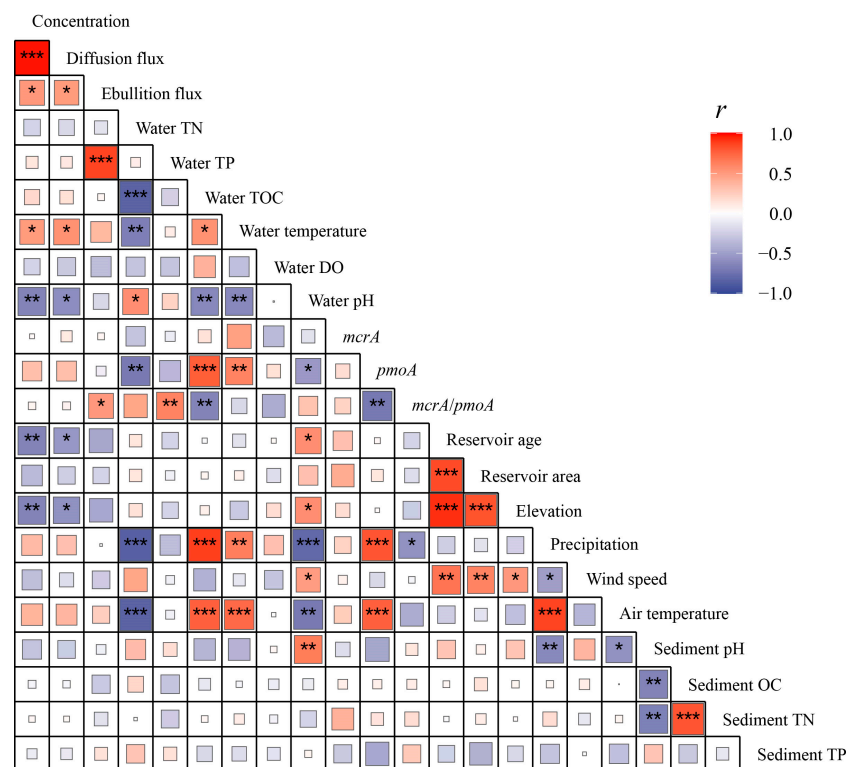 Concentration
*** Diffusion flux
* * Ebullition flux
Water TN
*** Water TP
*** Water TOC
* * ** * Water temperature
Water DO
** * * ** ** Water pH
mcrA
** *** ** * pmoA
* ** ** ** mcrA/pmoA
** * * Reservoir age
*** Reservoir area
** * * *** *** Elevation
*** *** ** *** *** * Precipitation
* ** ** * * Wind speed
*** *** *** ** *** *** Air temperature
** ** * Sediment pH
** Sediment OC
** *** Sediment TN
Sediment TP
r
1.0
0.5
0.0
−0.5
−1.0